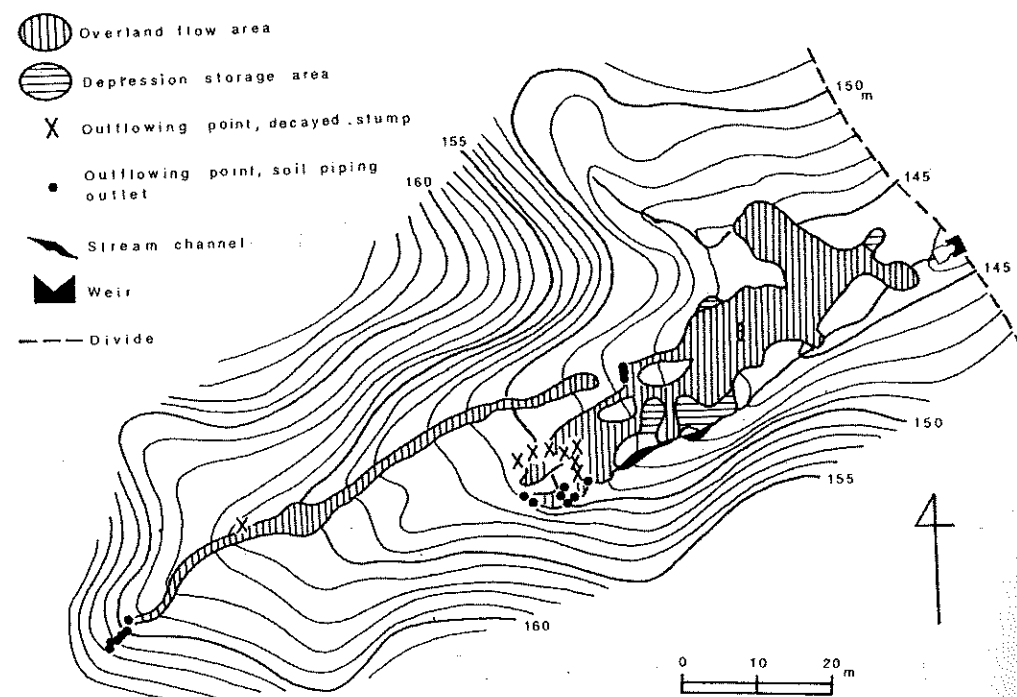 Overland flow area
Depression storage area
Outflowing point, decayed stump
Outflowing point, soil piping
outlet
Stream channel
Weir
Divide
150 m
155
160
145
145
150
155
160
0 10 20 m